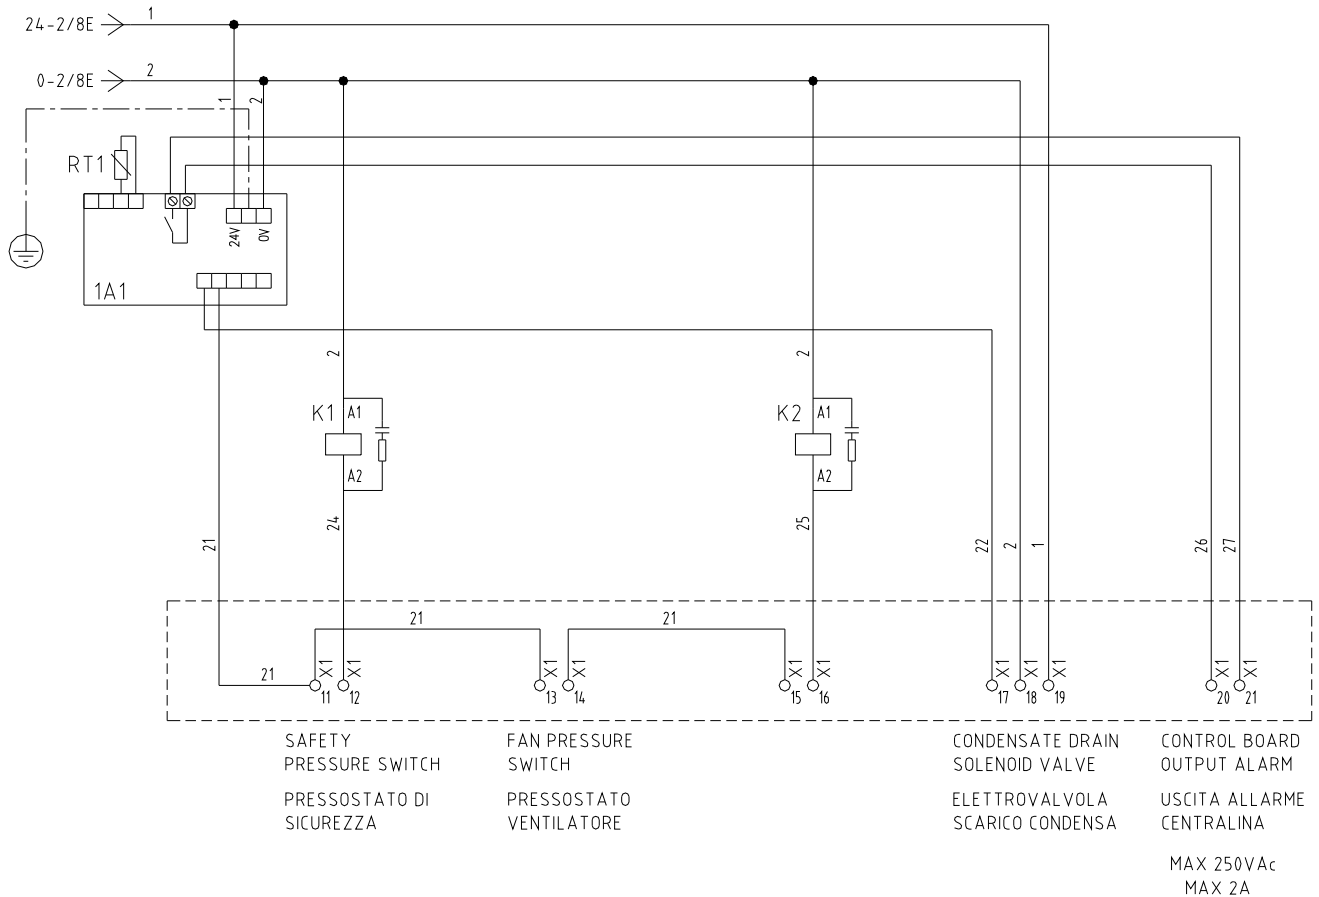 24-2/8E
1
0-2/8E
2
1
2
RT1
24V
0V
1A1
2
2
K1
A1
A2
K2
A1
A2
24
25
21
22
2
1
26
27
21
21
21
X1
X1
X1
X1
X1
X1
X1
X1
X1
X1
X1
11
12
13
14
15
16
17
18
19
20
21
SAFETY
PRESSURE SWITCH
PRESSOSTATO DI
SICUREZZA
FAN PRESSURE
SWITCH
PRESSOSTATO
VENTILATORE
CONDENSATE DRAIN
SOLENOID VALVE
ELETTROVALVOLA
SCARICO CONDENSA
CONTROL BOARD
OUTPUT ALARM
USCITA ALLARME
CENTRALINA
MAX 250VAc
MAX 2A